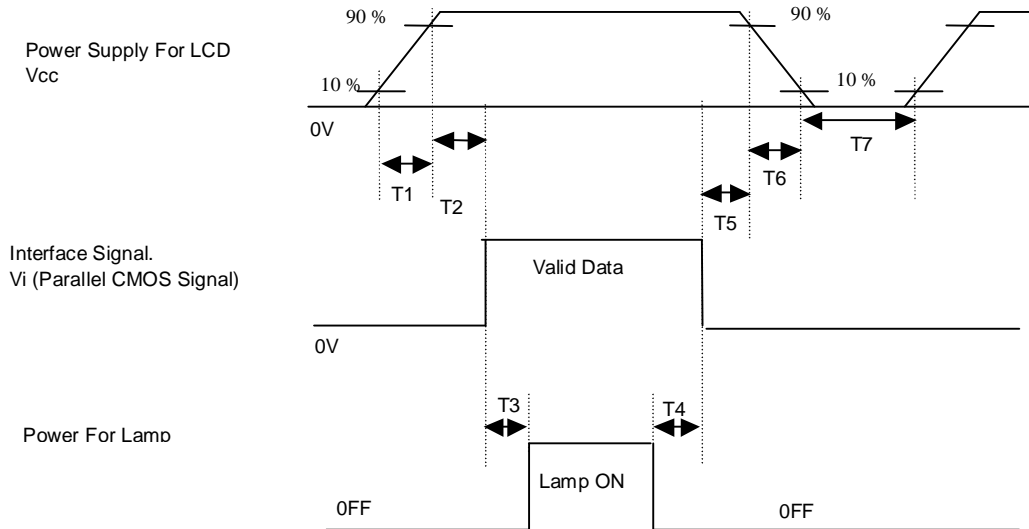 90 %
90 %
Power Supply For LCD
Vcc
10 %
10 %
0V
T7
T1
T2
T6
T5
Interface Signal.
Vi (Parallel CMOS Signal)
Valid Data
0V
T3
T4
Power For Lamp
Lamp ON
0FF
0FF